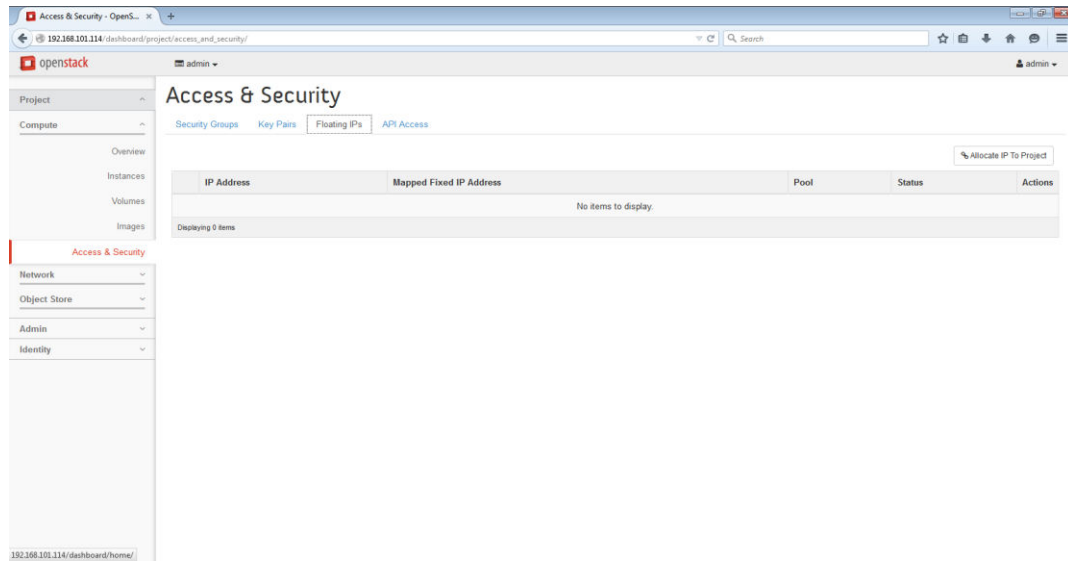 Access & Security - OpenS... × +
192.168.101.114/dashboard/project/access_and_security/ Search
openstack admin admin
Project
Access & Security
Compute
Security Groups Key Pairs Floating IPs API Access
Overview
Allocate IP To Project
Instances
IP Address Mapped Fixed IP Address Pool Status Actions
Volumes
No items to display.
Images
Displaying 0 items
Access & Security
Network
Object Store
Admin
Identity
192.168.101.114/dashboard/home/